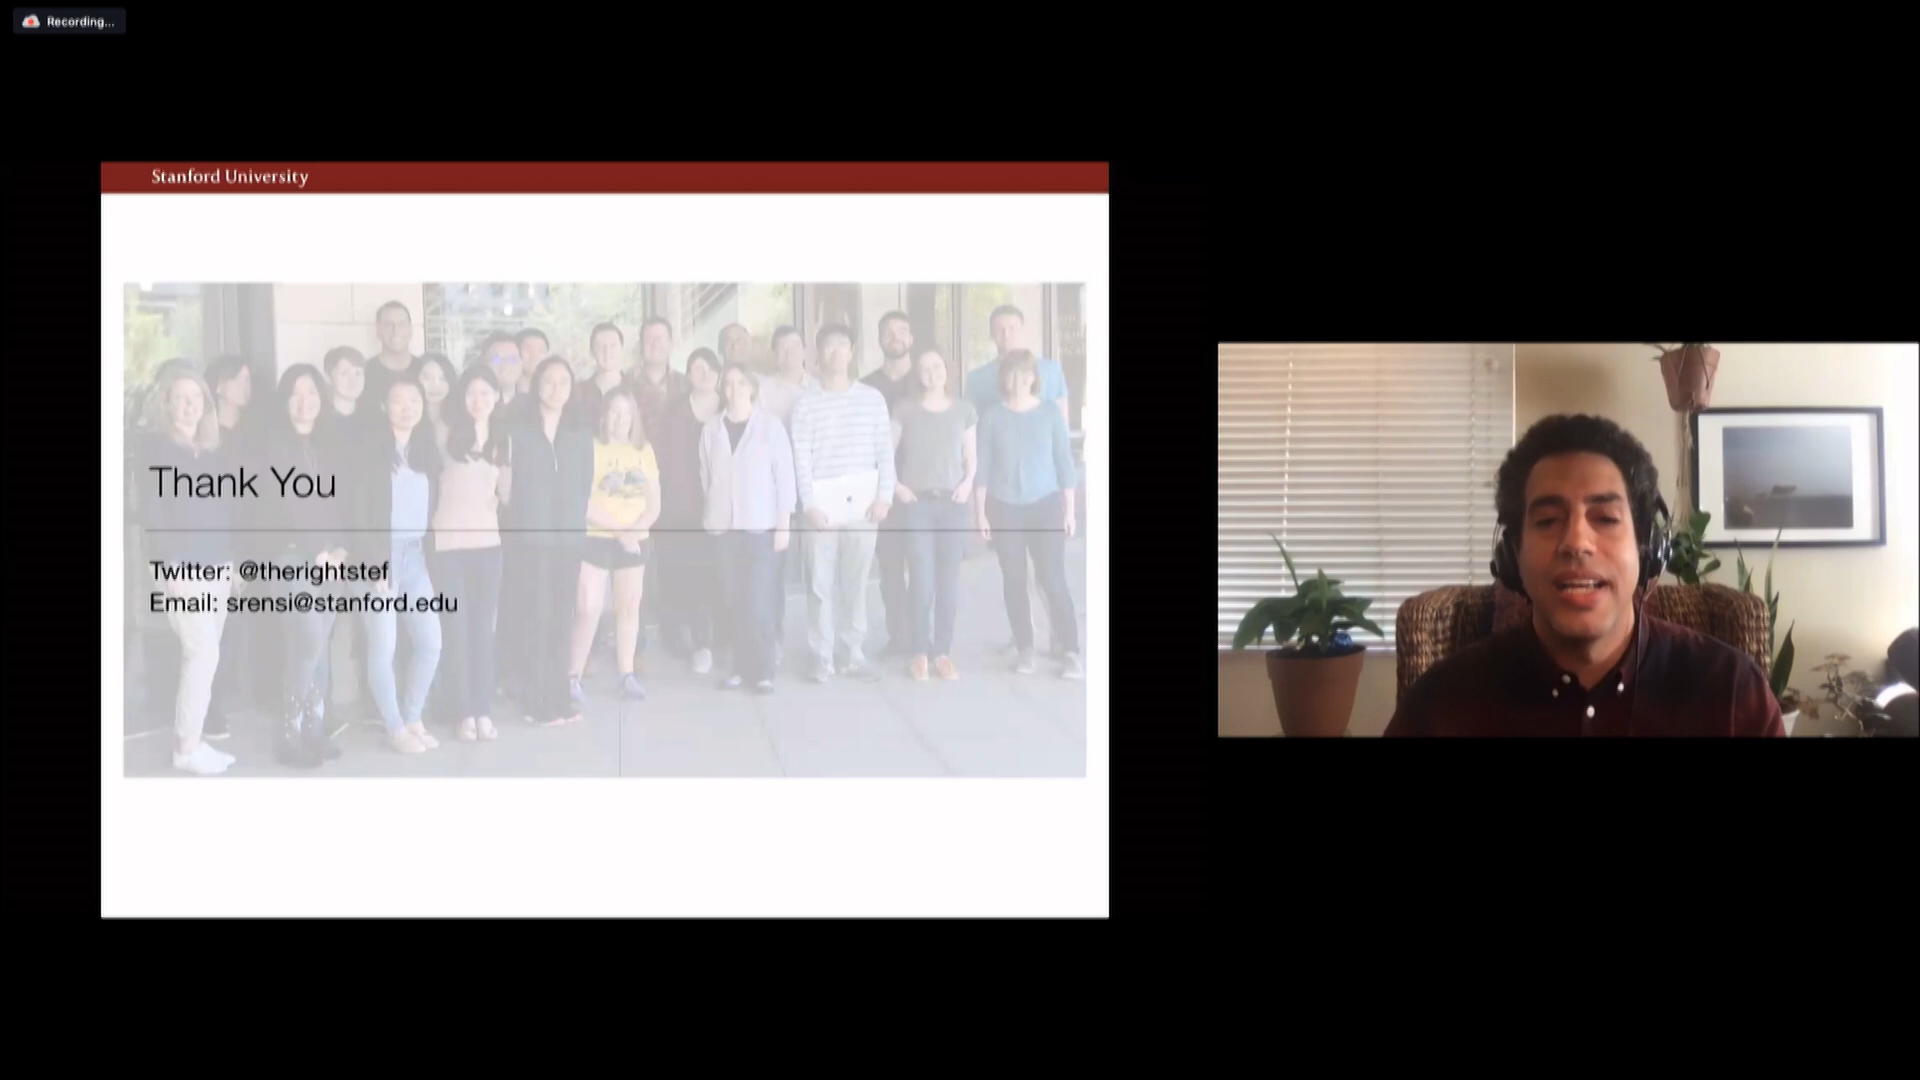 Recording...
Stanford University
Thank You
Twitter: @therightstef
Email: srensi@stanford.edu